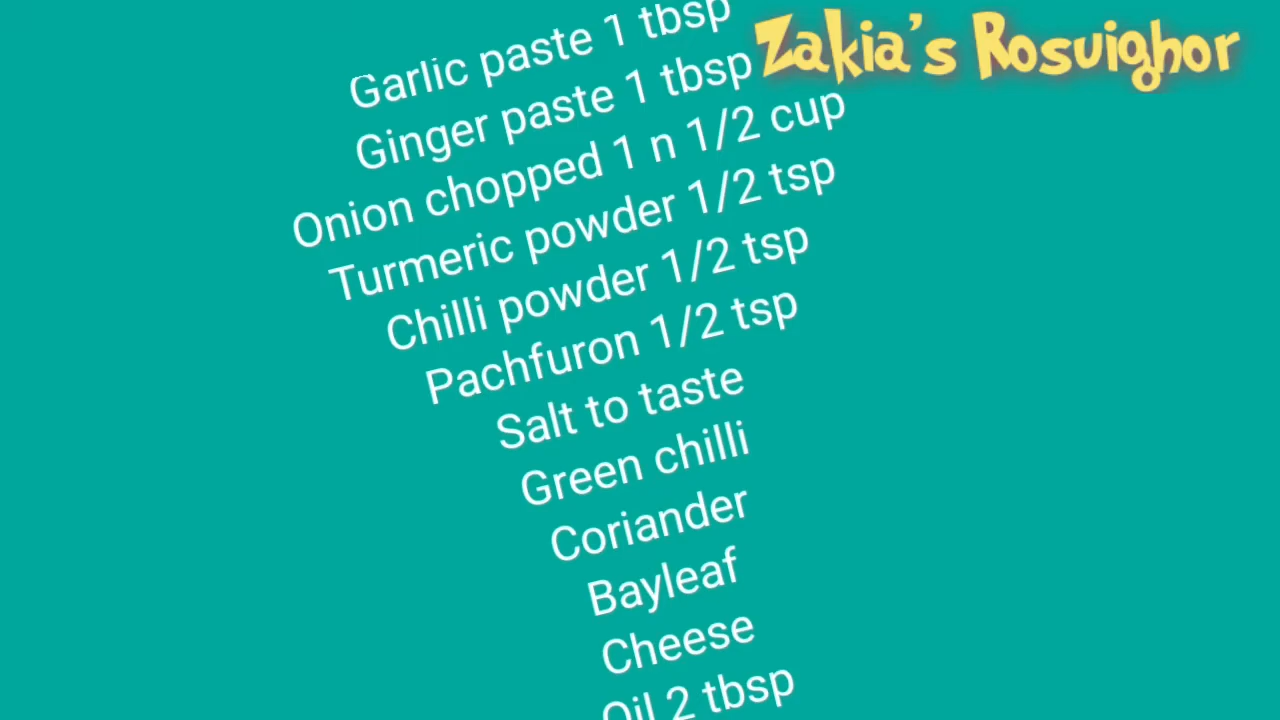 Zakia's Rosuighor
Garlic paste 1 tbsp
Ginger paste 1 tbsp
Onion chopped 1 n 1/2 cup
Turmeric powder 1/2 tsp
Chilli powder 1/2 tsp
Pachfuron 1/2 tsp
Salt to taste
Green chilli
Coriander
Bayleaf
Cheese
Oil 2 tbsp